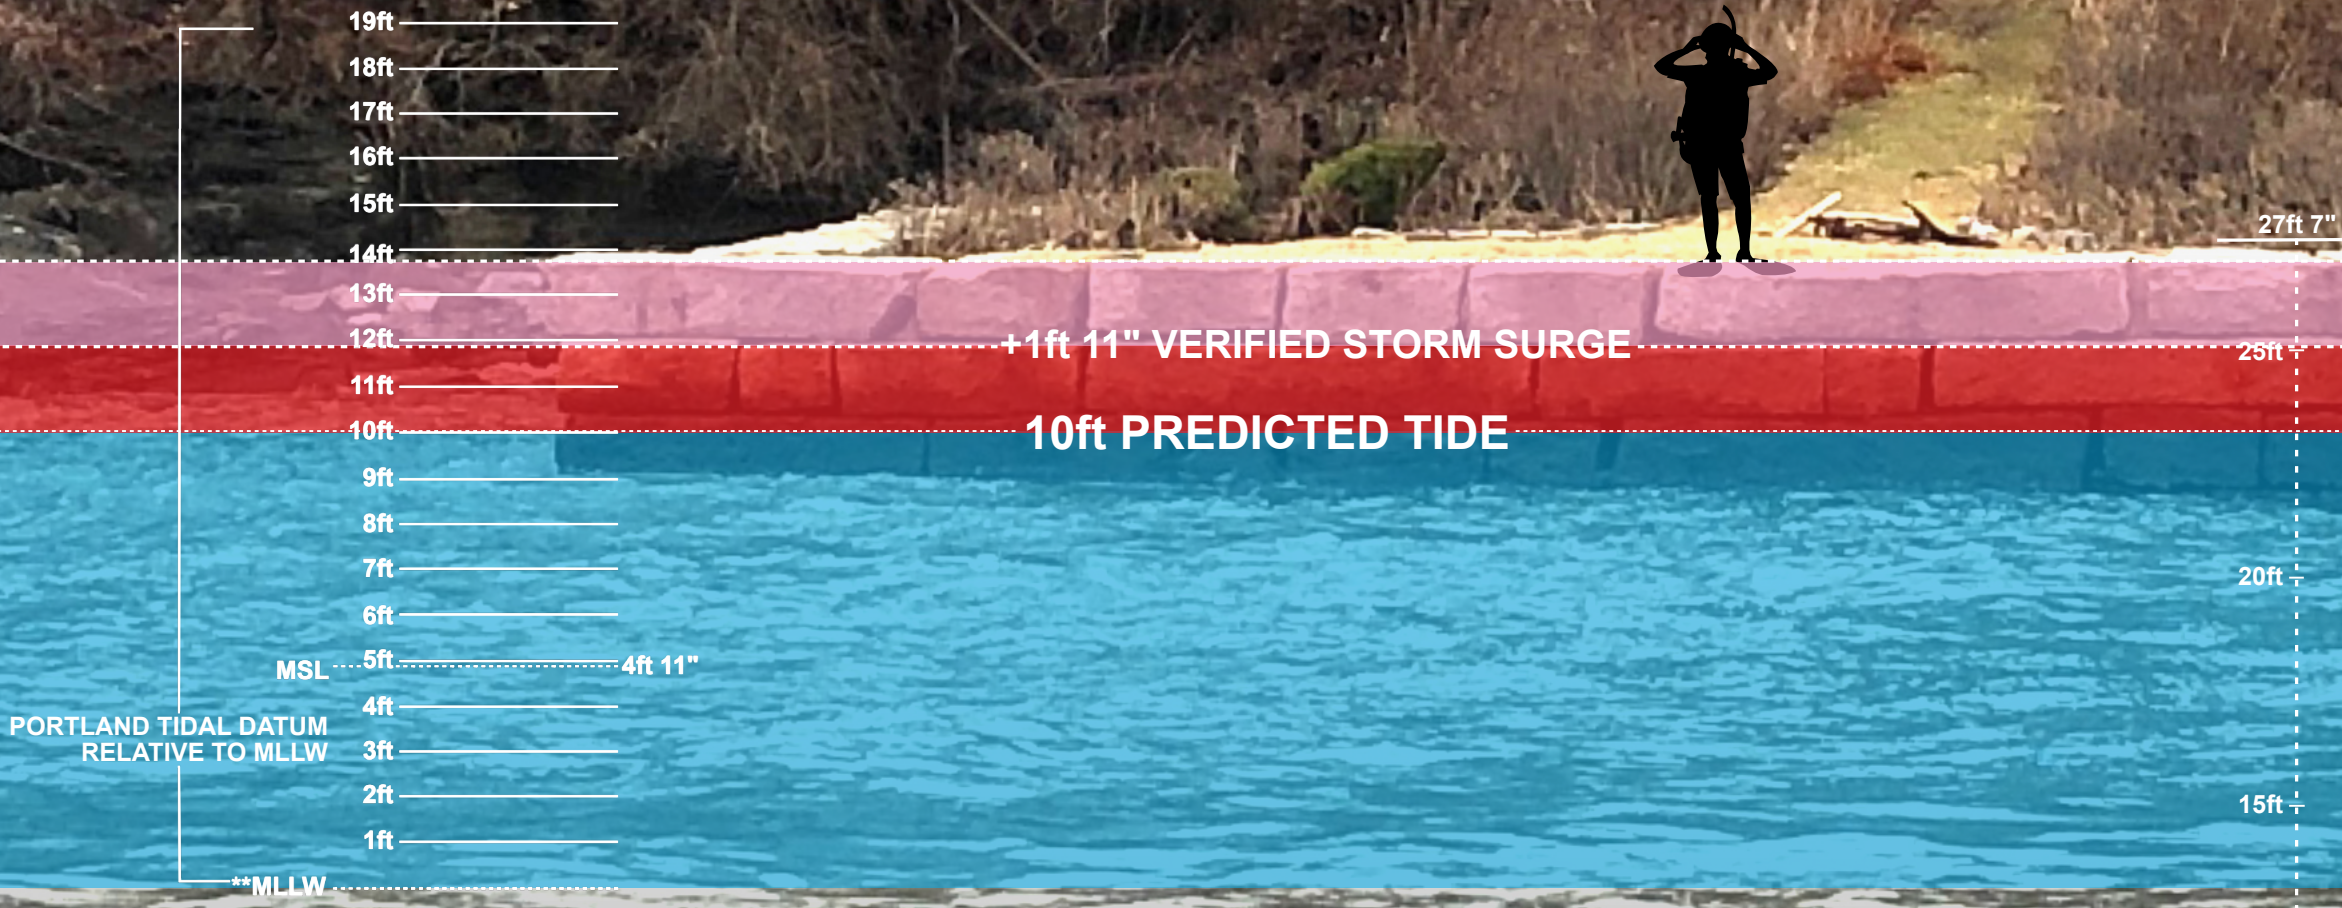 19ft
18ft
17ft
16ft
15ft
27ft 7"
14ft
13ft
12ft
+1ft 11" VERIFIED STORM SURGE
25ft
11ft
10ft
10ft PREDICTED TIDE
9ft
8ft
7ft
20ft
6ft
5ft
MSL
4ft 11"
4ft
PORTLAND TIDAL DATUM
RELATIVE TO MLLW
3ft
2ft
15ft
1ft
**MLLW